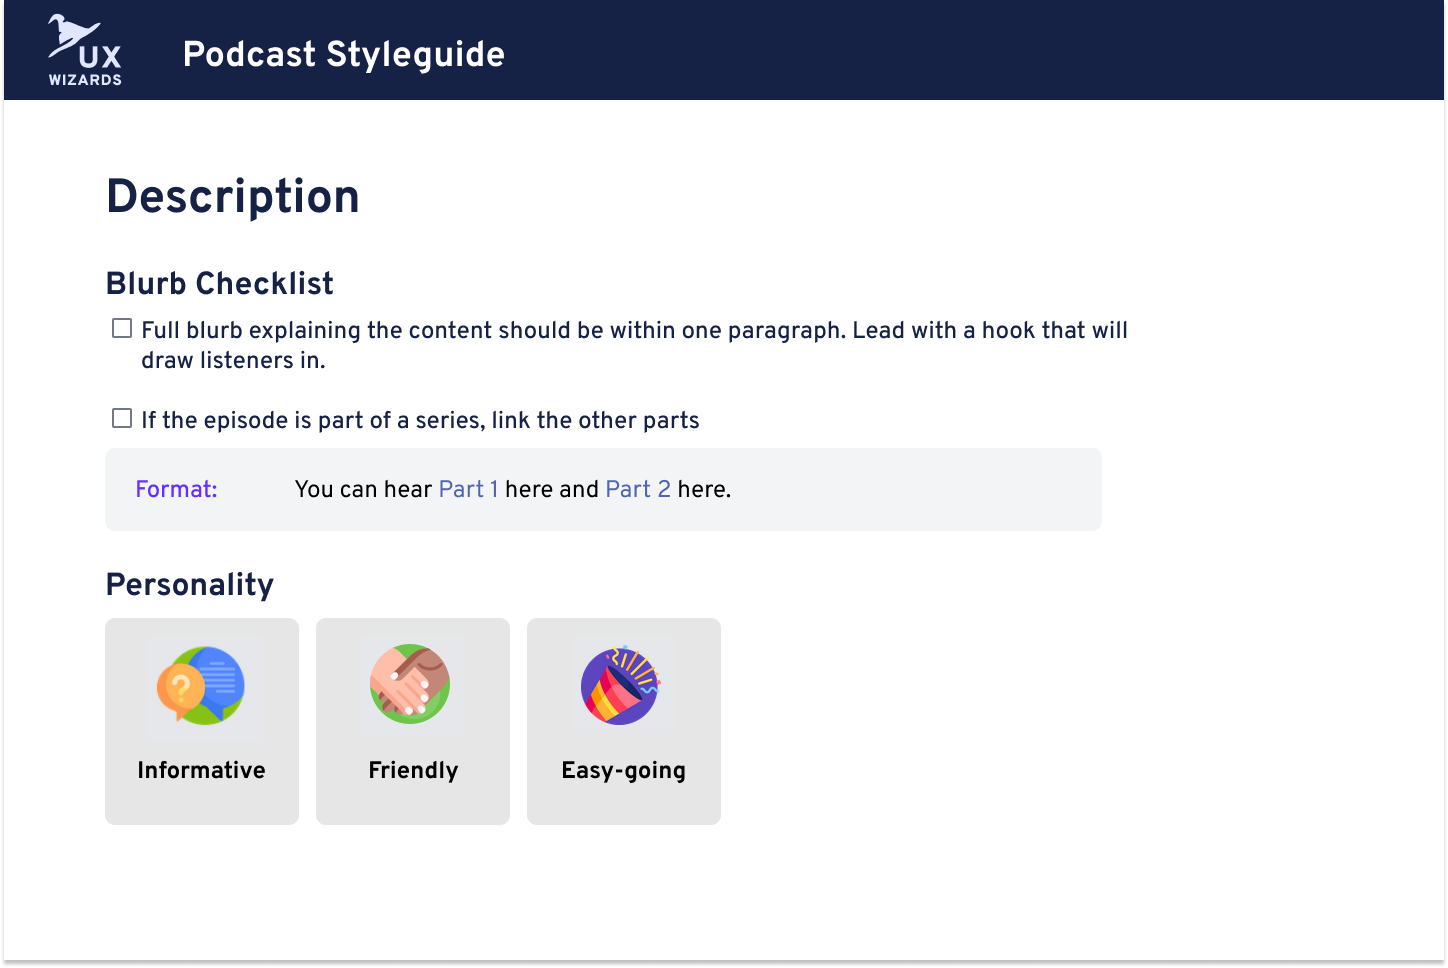 UX
WIZARDS
Podcast Styleguide
Description
Blurb Checklist
Full blurb explaining the content should be within one paragraph. Lead with a hook that will
draw listeners in.
If the episode is part of a series, link the other parts
Format: You can hear Part 1 here and Part 2 here.
Personality
?
Informative
Friendly
Easy-going